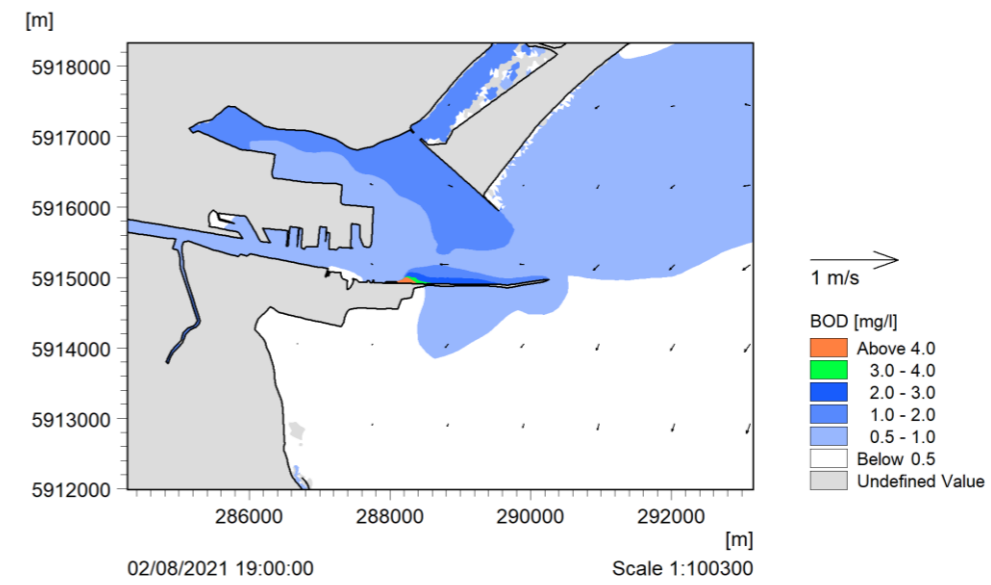 [m]
5918000
5917000
5916000
5915000
5914000
5913000
5912000
286000 288000 290000 292000
[m]
02/08/2021 19:00:00 Scale 1:100300
1 m/s
BOD [mg/l]
Above 4.0
3.0 - 4.0
2.0 - 3.0
1.0 - 2.0
0.5 - 1.0
Below 0.5
Undefined Value